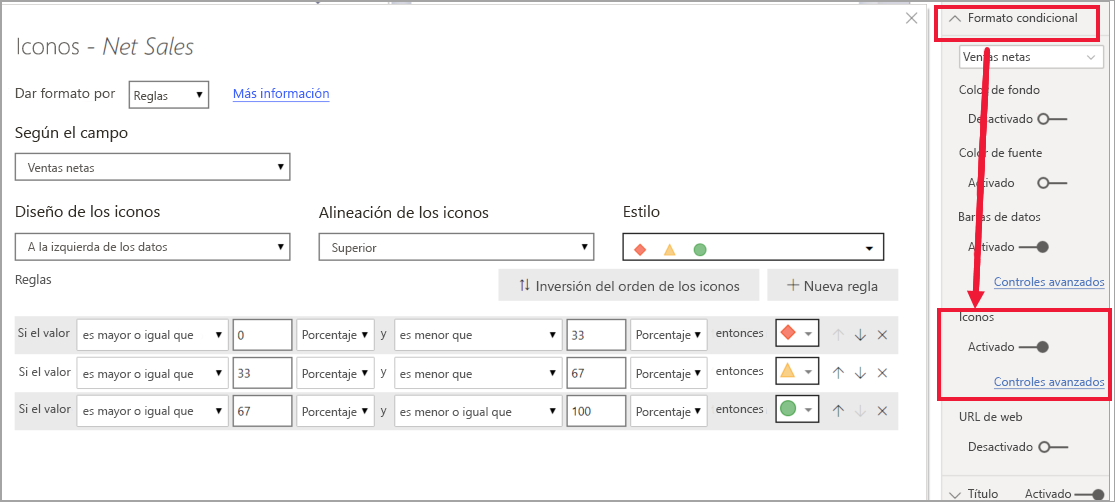 Iconos - Net Sales
Dar formato por Reglas Más información
Según el campo
Ventas netas
Diseño de los iconos Alineación de los iconos Estilo
A la izquierda de los datos Superior
Reglas Inversión del orden de los iconos + Nueva regla
Si el valor es mayor o igual que 0 Porcentaje y es menor que 33 Porcentaje entonces
Si el valor es mayor o igual que 33 Porcentaje y es menor que 67 Porcentaje entonces
Si el valor es mayor o igual que 67 Porcentaje y es menor o igual que 100 Porcentaje entonces
Formato condicional
Ventas netas
Color de fondo
Desactivado
Color de fuente
Activado
Barras de datos
Activado
Controles avanzados
Iconos
Activado
Controles avanzados
URL de web
Desactivado
Título Activado